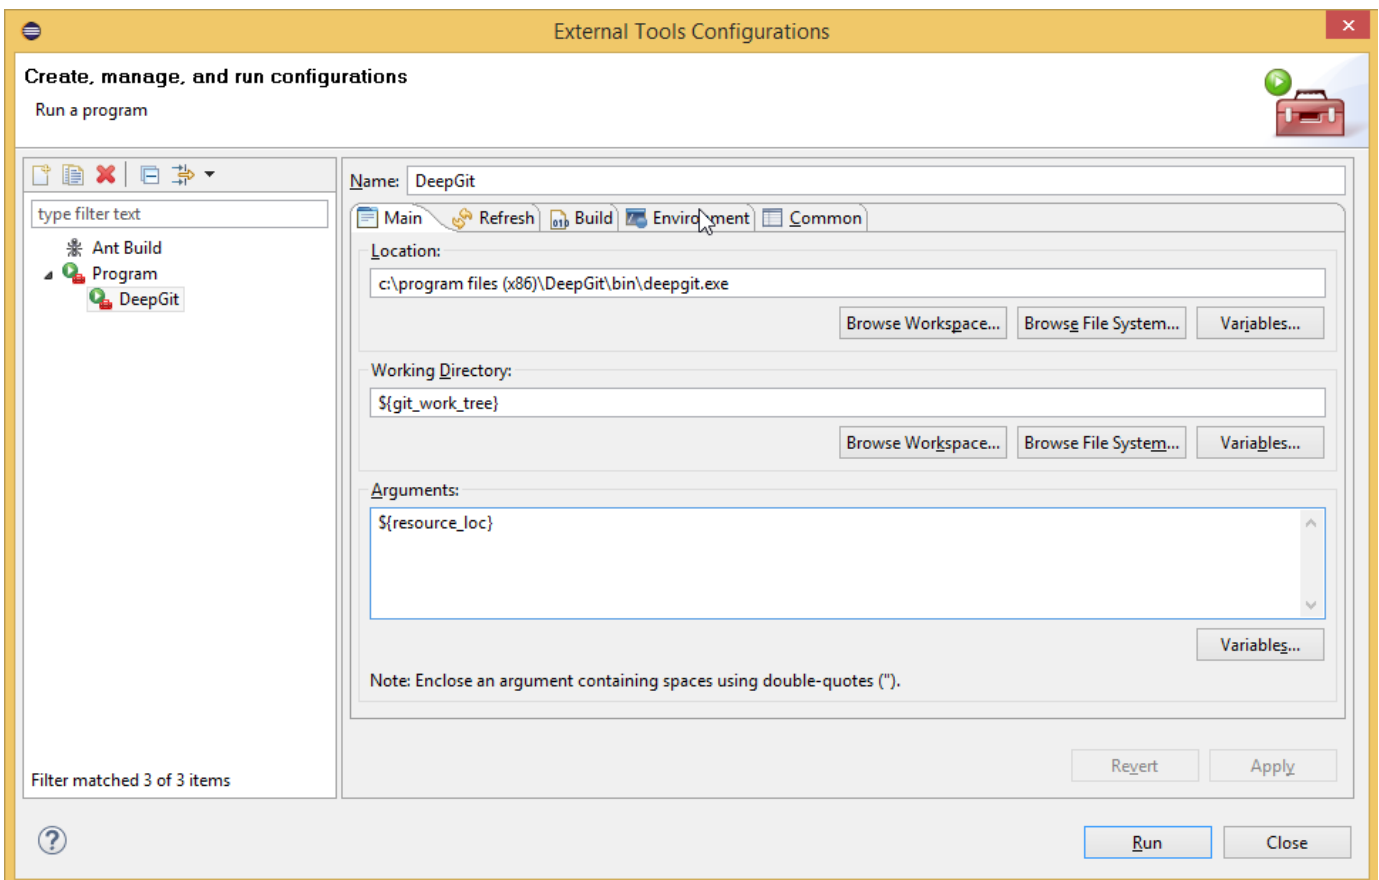 External Tools Configurations
Create, manage, and run configurations
Run a program
type filter text
Ant Build
Program
DeepGit
Filter matched 3 of 3 items
Name: DeepGit
Main Refresh Build Environment Common
Location:
c:\program files (x86)\DeepGit\bin\deepgit.exe
Browse Workspace... Browse File System... Variables...
Working Directory:
${git_work_tree}
Browse Workspace... Browse File System... Variables...
Arguments:
${resource_loc}
Variables...
Note: Enclose an argument containing spaces using double-quotes (").
Revert Apply
Run Close